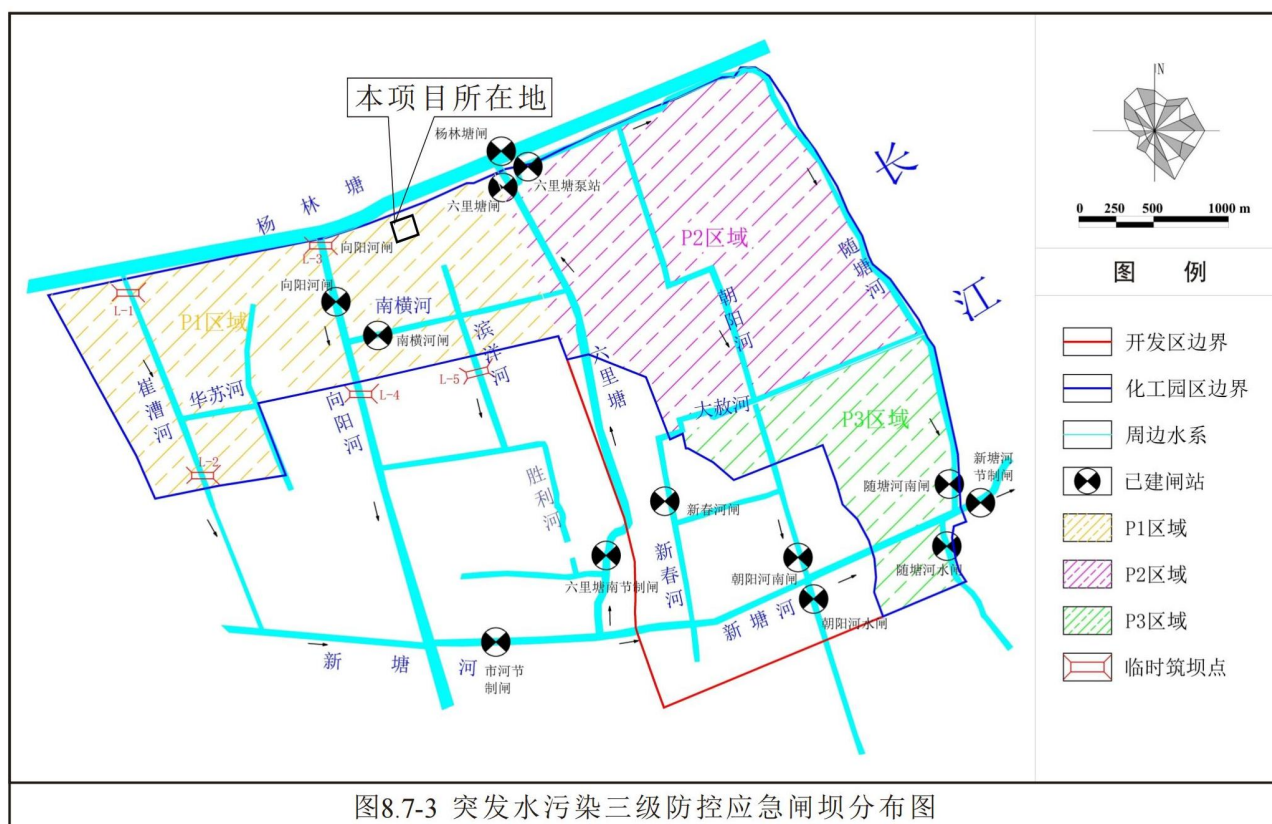 本项目所在地
杨林塘闸
六里塘泵站
六里塘闸
杨林塘
向阳河闸
L-3
L-1
向阳河闸
P1区域
南横河
南横河闸
滨洋河
L-5
L-4
向阳河
崔漕河
华苏河
L-2
六里塘
P2区域
朝阳河
随塘河
长江
大赦河
P3区域
胜利河
新春河闸
新春河
六里塘南节制闸
朝阳河南闸
朝阳河水闸
随塘河南闸
新塘河
节制闸
随塘河水闸
新塘河
新塘河
市河节
制闸
N
0 250 500 1000 m
图例
开发区边界
化工园区边界
周边水系
已建闸站
P1区域
P2区域
P3区域
临时筑坝点
图8.7-3 突发水污染三级防控应急闸坝分布图